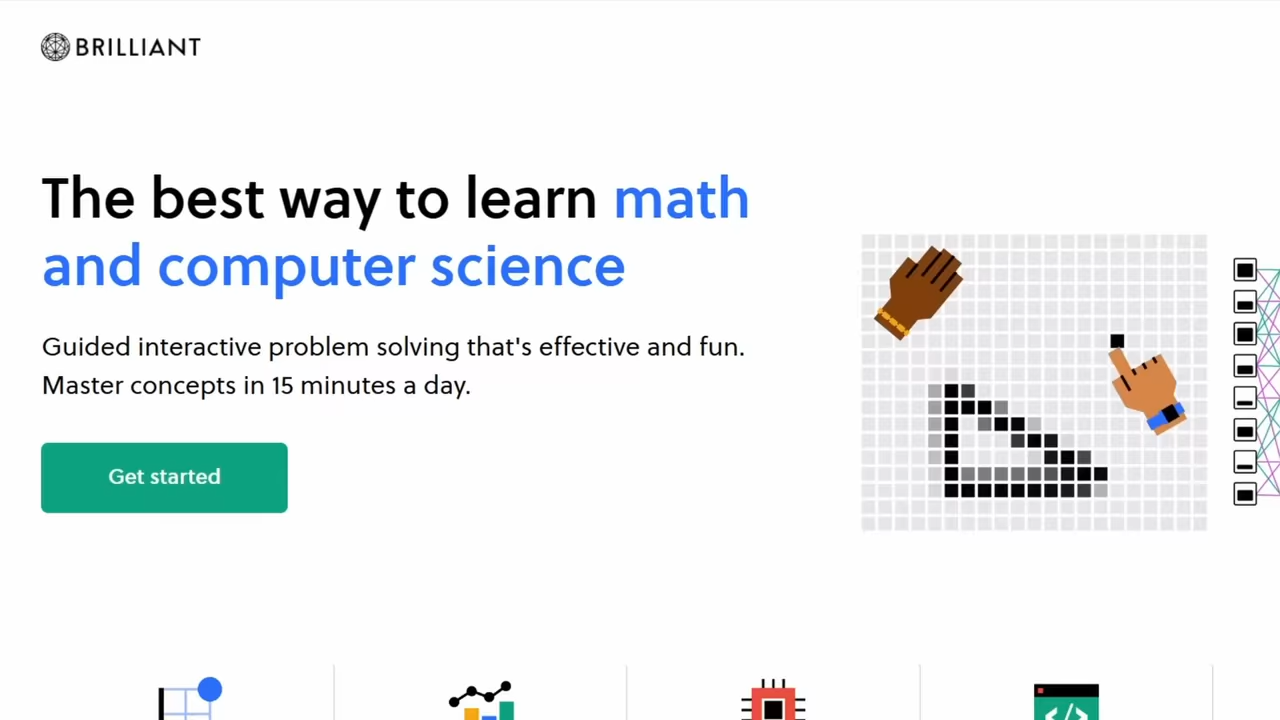 BRILLIANT
The best way to learn math
and computer science
Guided interactive problem solving that's effective and fun.
Master concepts in 15 minutes a day.
Get started
</>